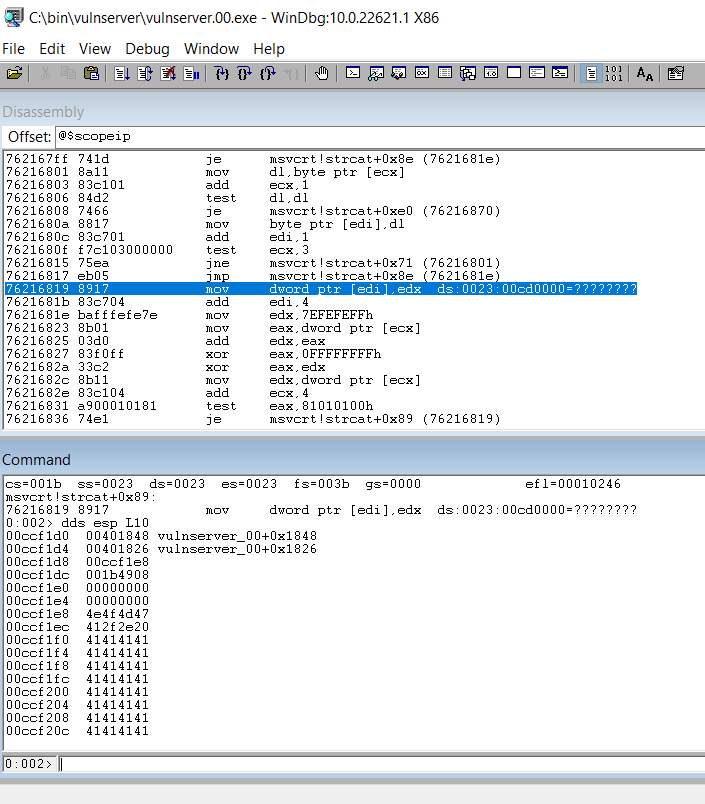 C:\bin\vulnserver\vulnserver.00.exe - WinDbg:10.0.22621.1 X86
File Edit View Debug Window Help
Disassembly
Offset: @$scopeip
762167ff 741d je msvcrt!strcat+0x8e (7621681e)
76216801 8a11 mov dl,byte ptr [ecx]
76216803 83c101 add ecx,1
76216806 84d2 test dl,dl
76216808 7466 je msvcrt!strcat+0xe0 (76216870)
7621680a 8817 mov byte ptr [edi],dl
7621680c 83c701 add edi,1
7621680f f7c103000000 test ecx,3
76216815 75ea jne msvcrt!strcat+0x71 (76216801)
76216817 eb05 jmp msvcrt!strcat+0x8e (7621681e)
76216819 8917 mov dword ptr [edi],edx ds:0023:00cd0000=????????
7621681b 83c704 add edi,4
7621681e bafffefe7e mov edx,7EFEFEFFh
76216823 8b01 mov eax,dword ptr [ecx]
76216825 03d0 add edx,eax
76216827 83f0ff xor eax,0FFFFFFFFh
7621682a 33c2 xor eax,edx
7621682c 8b11 mov edx,dword ptr [ecx]
7621682e 83c104 add ecx,4
76216831 a900010181 test eax,81010100h
76216836 74e1 je msvcrt!strcat+0x89 (76216819)
Command
cs=001b ss=0023 ds=0023 es=0023 fs=003b gs=0000 efl=00010246
msvcrt!strcat+0x89:
76216819 8917 mov dword ptr [edi],edx ds:0023:00cd0000=????????
0:002> dds esp L10
00ccf1d0 00401848 vulnserver_00+0x1848
00ccf1d4 00401826 vulnserver_00+0x1826
00ccf1d8 00ccf1e8
00ccf1dc 001b4908
00ccf1e0 00000000
00ccf1e4 00000000
00ccf1e8 4e4f4d47
00ccf1ec 412f2e20
00ccf1f0 41414141
00ccf1f4 41414141
00ccf1f8 41414141
00ccf1fc 41414141
00ccf200 41414141
00ccf204 41414141
00ccf208 41414141
00ccf20c 41414141
0:002>